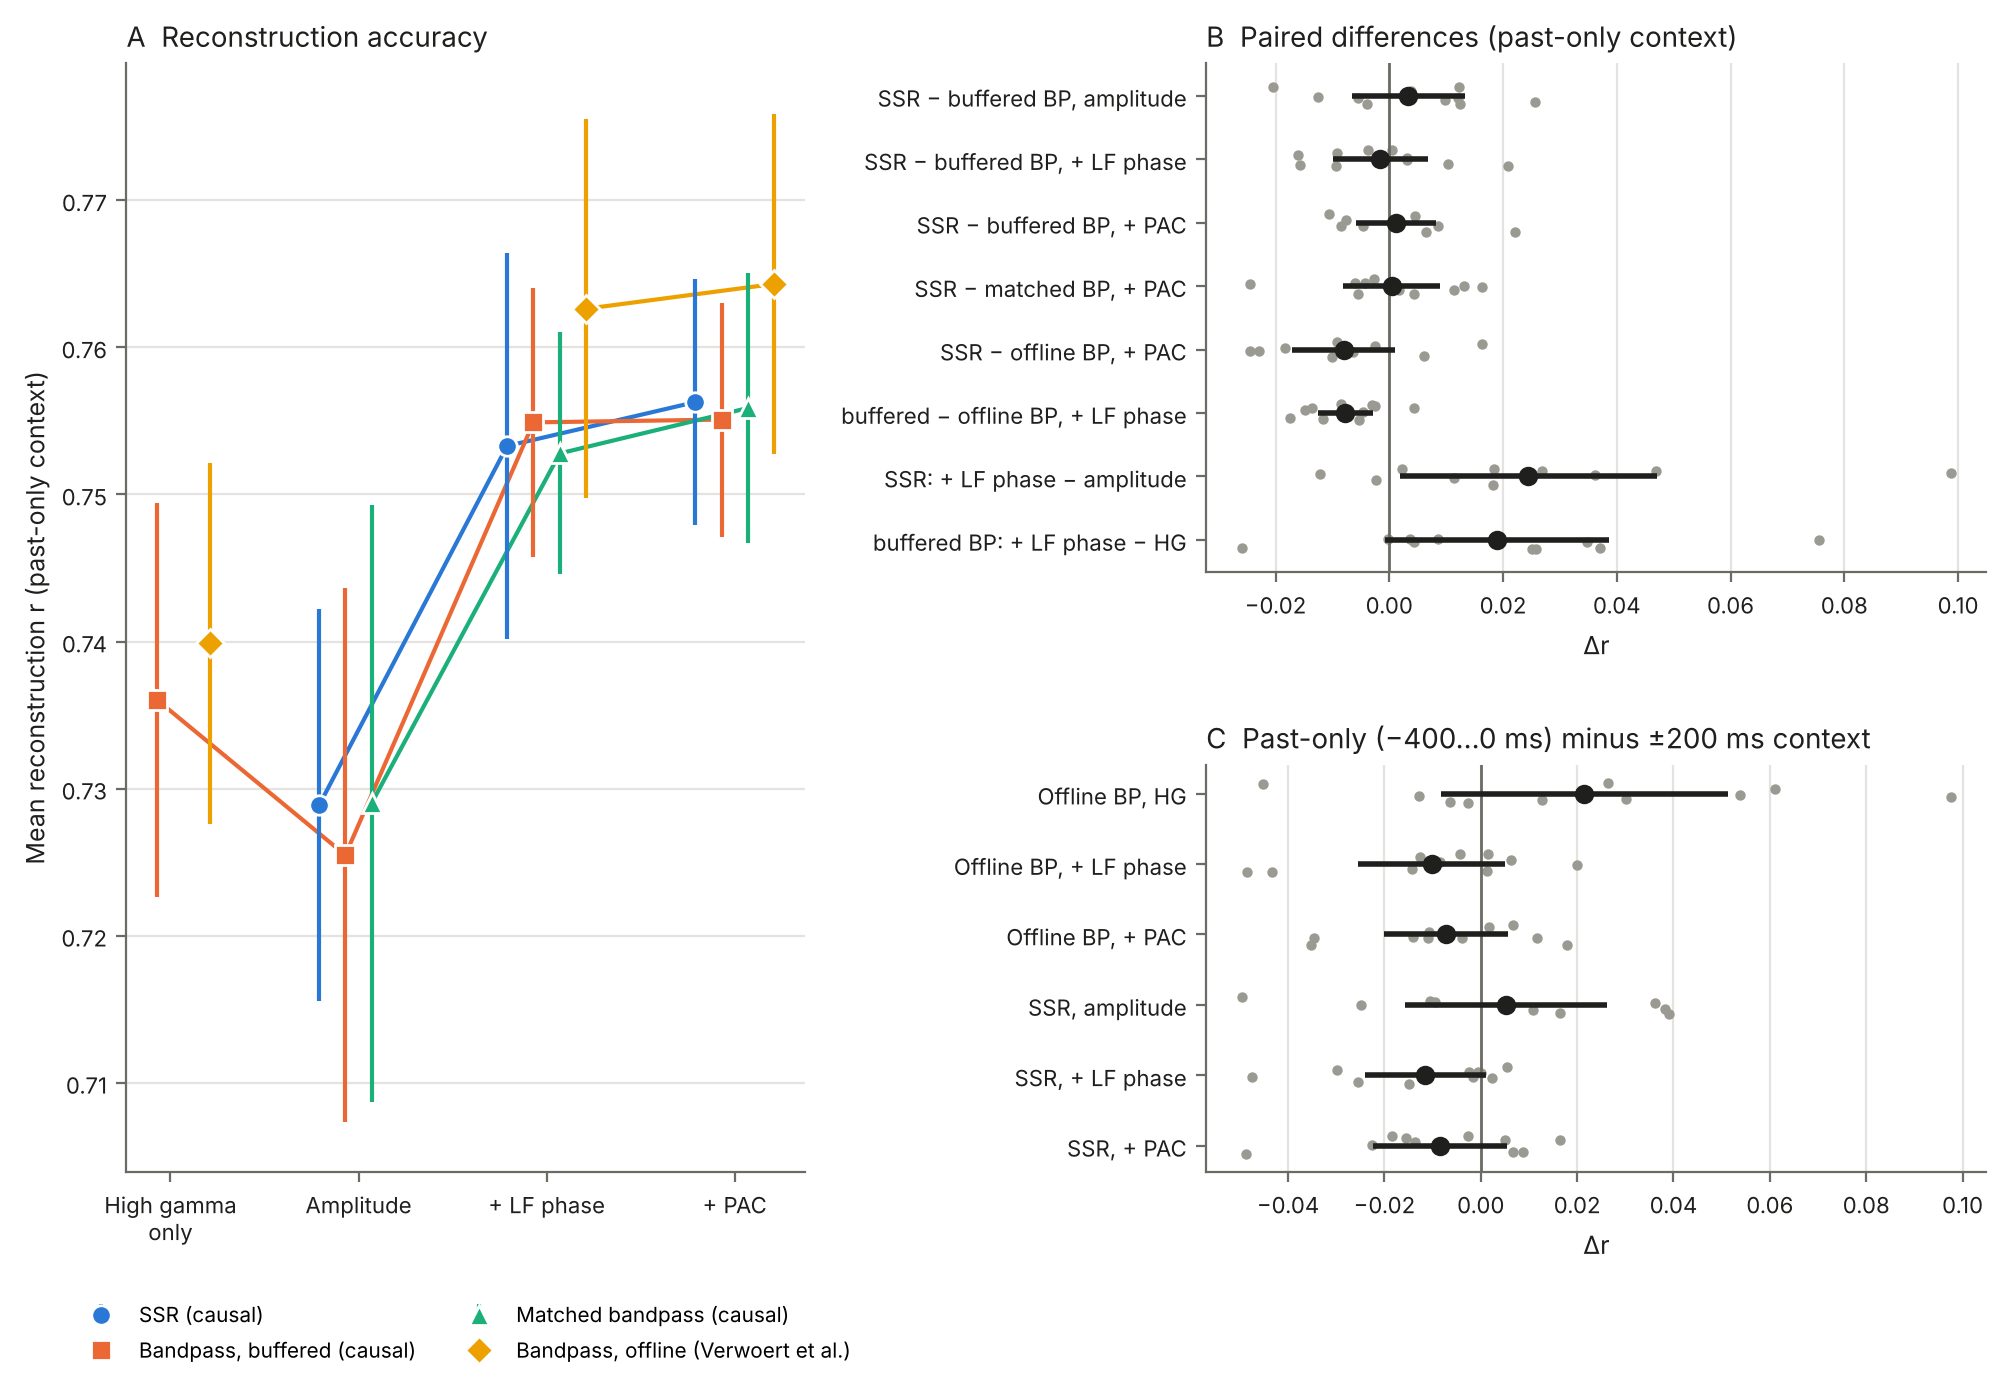 A Reconstruction accuracy
Mean reconstruction r (past-only context)
0.77
0.76
0.75
0.74
0.73
0.72
0.71
High gamma
only
Amplitude
+ LF phase
+ PAC
SSR (causal)
Bandpass, buffered (causal)
Matched bandpass (causal)
Bandpass, offline (Verwoert et al.)
B Paired differences (past-only context)
SSR − buffered BP, amplitude
SSR − buffered BP, + LF phase
SSR − buffered BP, + PAC
SSR − matched BP, + PAC
SSR − offline BP, + PAC
buffered − offline BP, + LF phase
SSR: + LF phase − amplitude
buffered BP: + LF phase − HG
−0.02 0.00 0.02 0.04 0.06 0.08 0.10
Δr
C Past-only (−400…0 ms) minus ±200 ms context
Offline BP, HG
Offline BP, + LF phase
Offline BP, + PAC
SSR, amplitude
SSR, + LF phase
SSR, + PAC
−0.04 −0.02 0.00 0.02 0.04 0.06 0.08 0.10
Δr